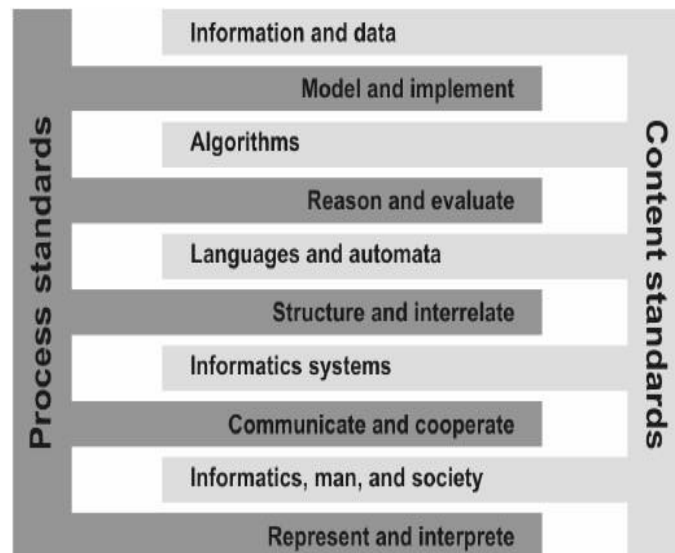 Process standards
Information and data
Model and implement
Algorithms
Reason and evaluate
Languages and automata
Structure and interrelate
Informatics systems
Communicate and cooperate
Informatics, man, and society
Represent and interprete
Content standards